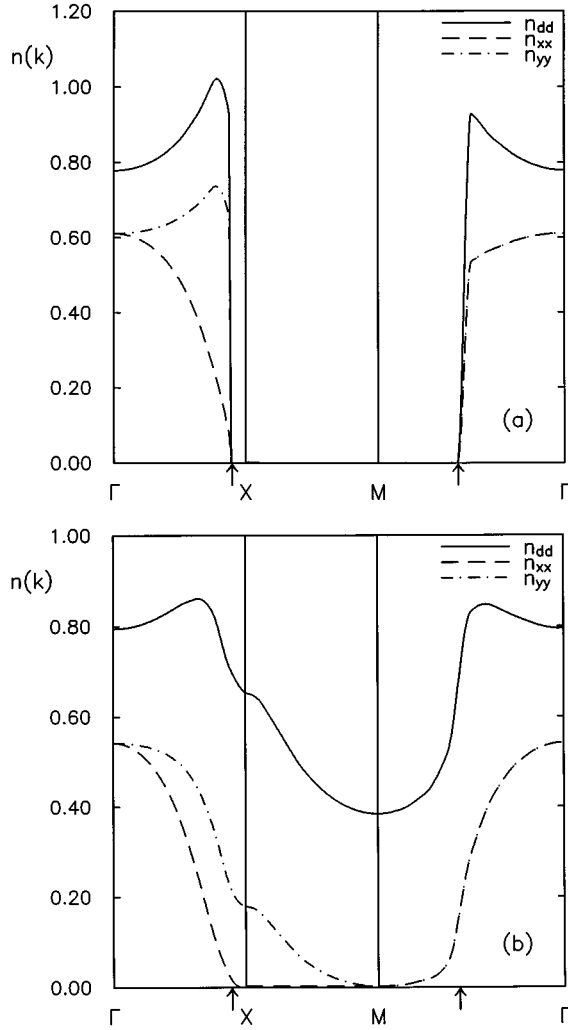 1.20
n_dd
n_xx
n_yy
n(k)
1.00
0.80
0.60
0.40
0.20
(a)
0.00
Γ X M Γ
1.00
n_dd
n_xx
n_yy
n(k)
0.80
0.60
0.40
0.20
(b)
0.00
Γ X M Γ